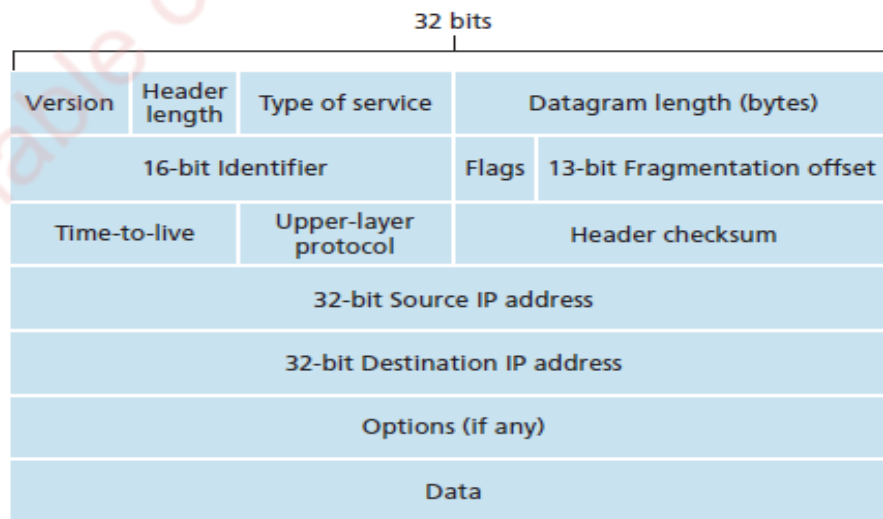 32 bits
Version
Header
length
Type of service
Datagram length (bytes)
16-bit Identifier
Flags
13-bit Fragmentation offset
Time-to-live
Upper-layer
protocol
Header checksum
32-bit Source IP address
32-bit Destination IP address
Options (if any)
Data